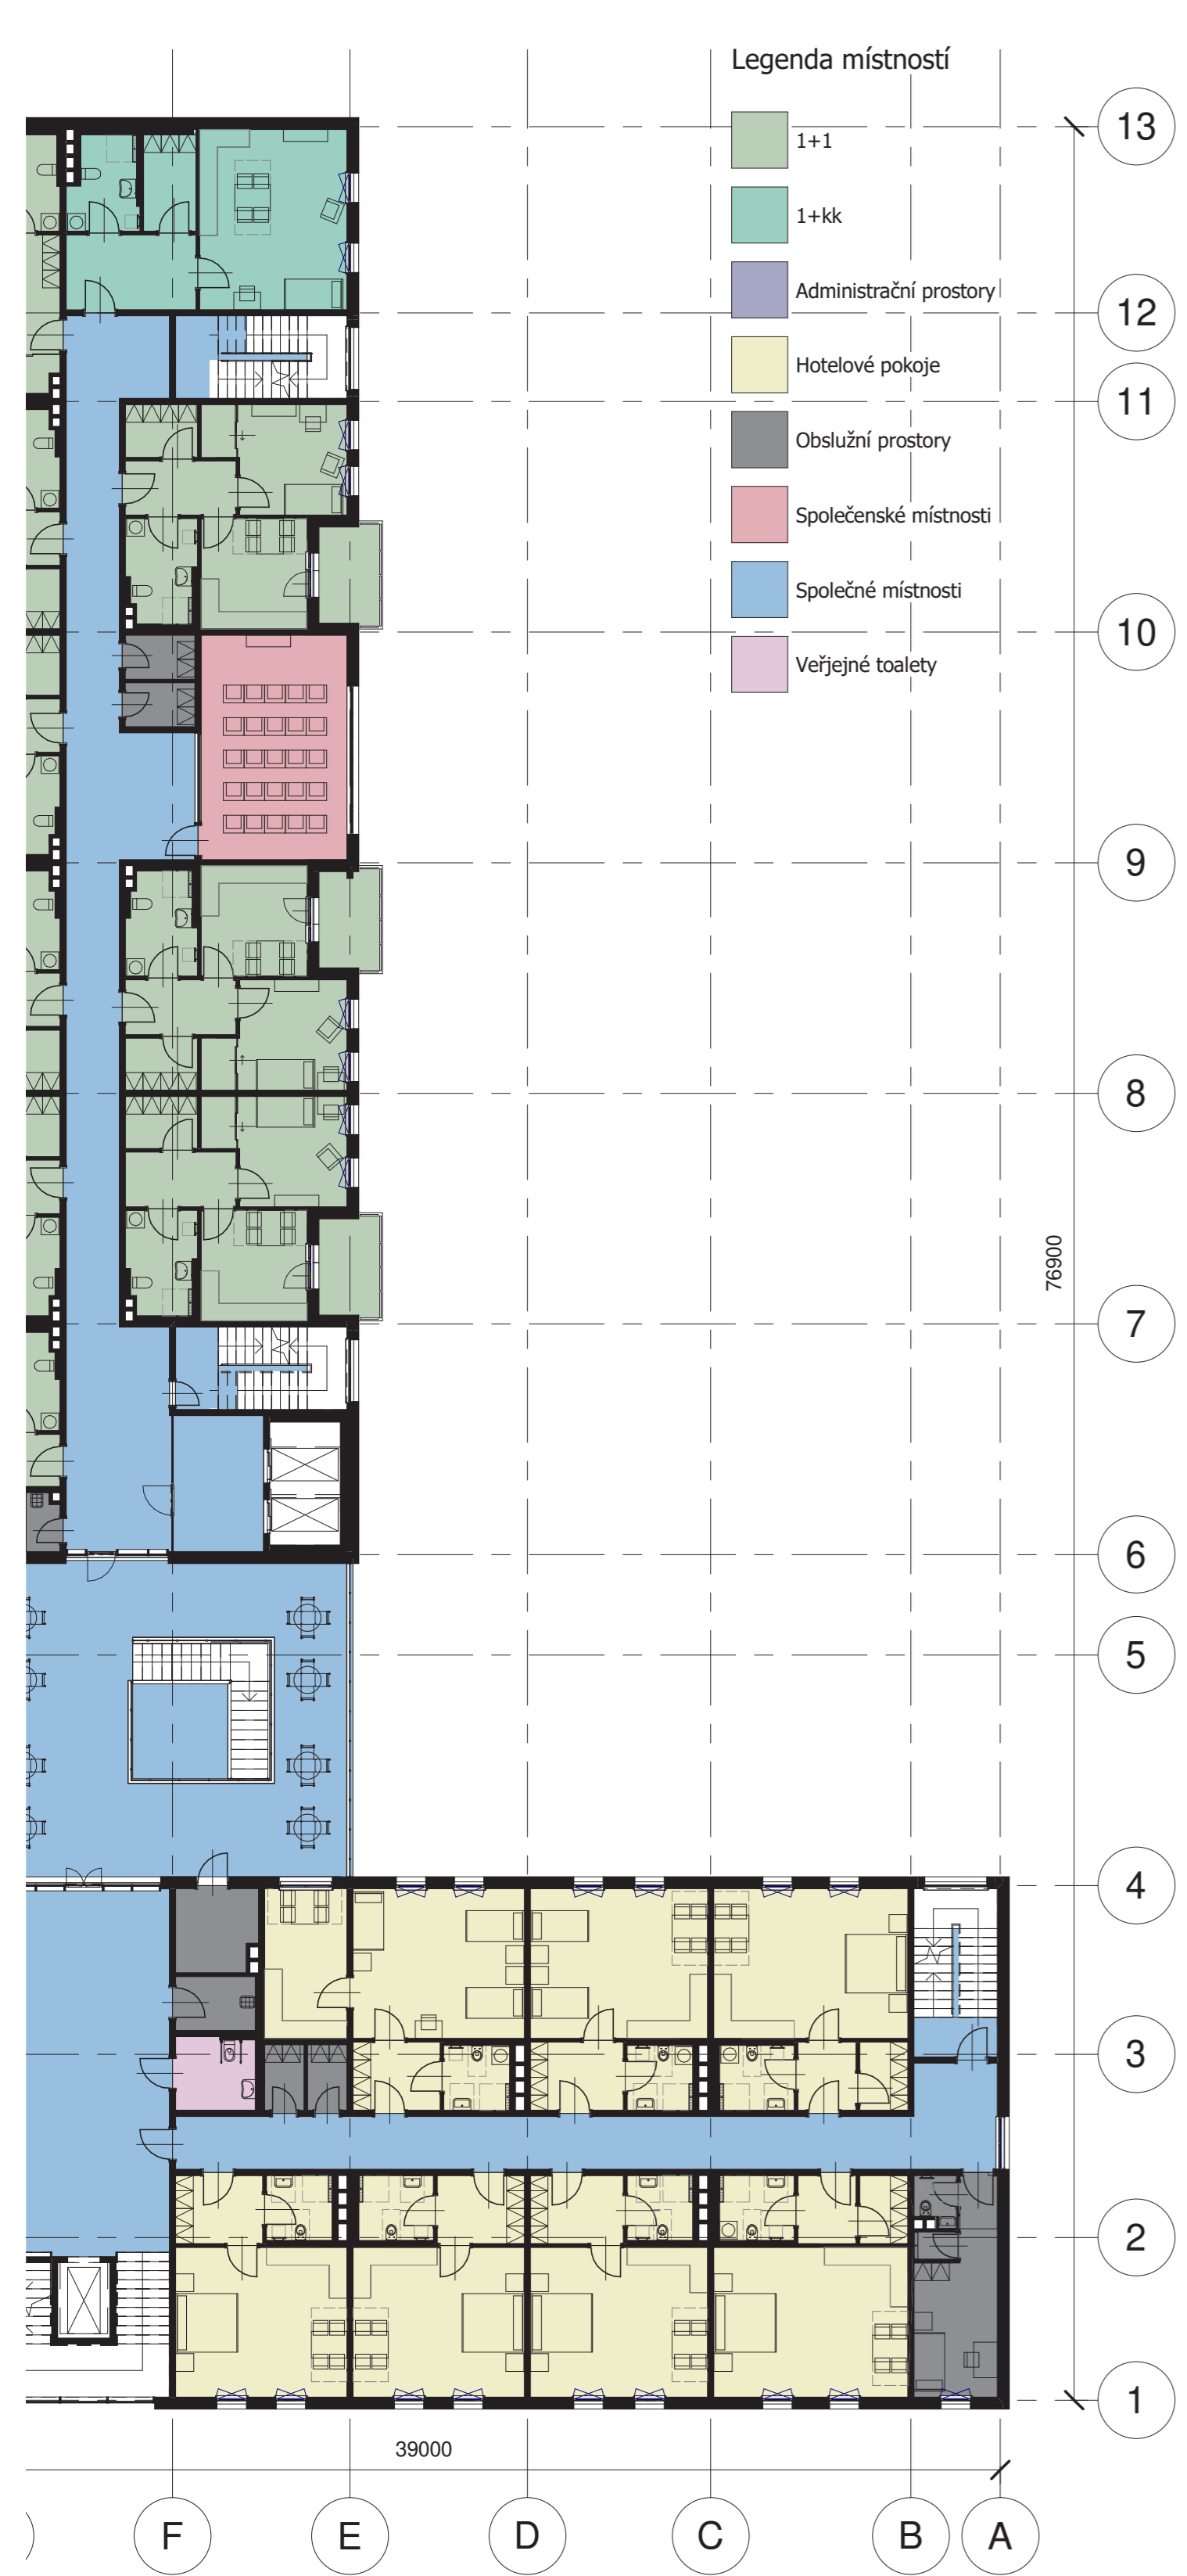 Legenda místností
1+1
1+kk
Administrační prostory
Hotelové pokoje
Obslužní prostory
Společenské místnosti
Společné místnosti
Veřjejné toalety
13
12
11
10
9
8
7
6
5
4
3
2
1
76900
39000
F
E
D
C
B
A